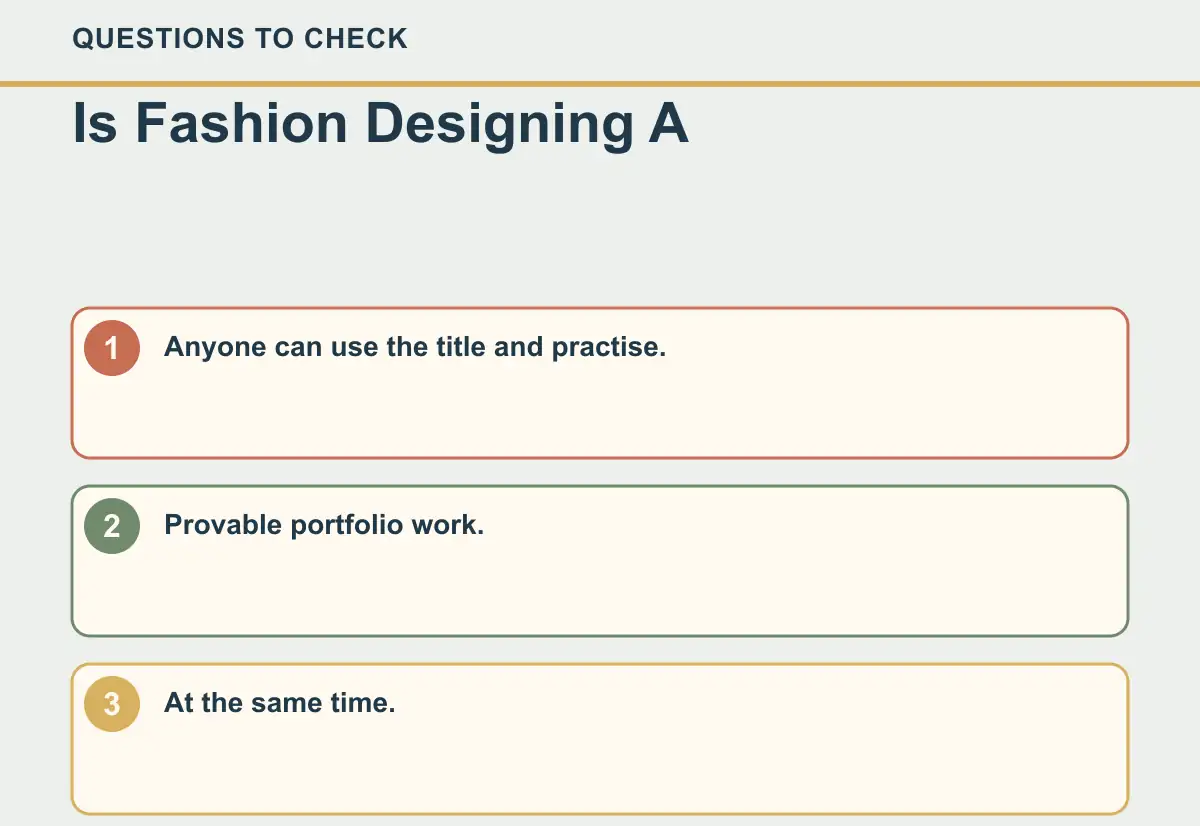 QUESTIONS TO CHECK
Is Fashion Designing A
1 Anyone can use the title and practise.
2 Provable portfolio work.
3 At the same time.